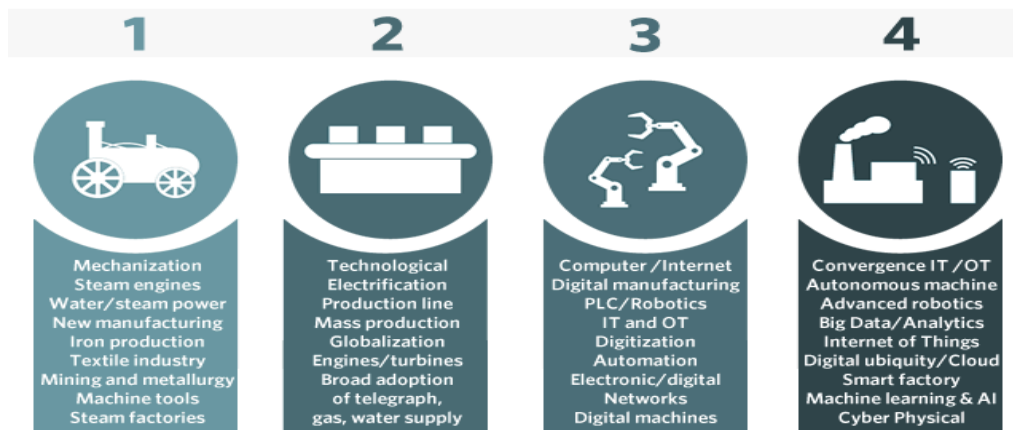 1
2
3
4
Mechanization
Steam engines
Water/steam power
New manufacturing
Iron production
Textile industry
Mining and metallurgy
Machine tools
Steam factories
Technological
Electrification
Production line
Mass production
Globalization
Engines/turbines
Broad adoption
of telegraph,
gas, water supply
Computer/Internet
Digital manufacturing
PLC/Robotics
IT and OT
Digitization
Automation
Electronic/digital
Networks
Digital machines
Convergence IT/OT
Autonomous machine
Advanced robotics
Big Data/Analytics
Internet of Things
Digital ubiquity/Cloud
Smart factory
Machine learning & AI
Cyber Physical